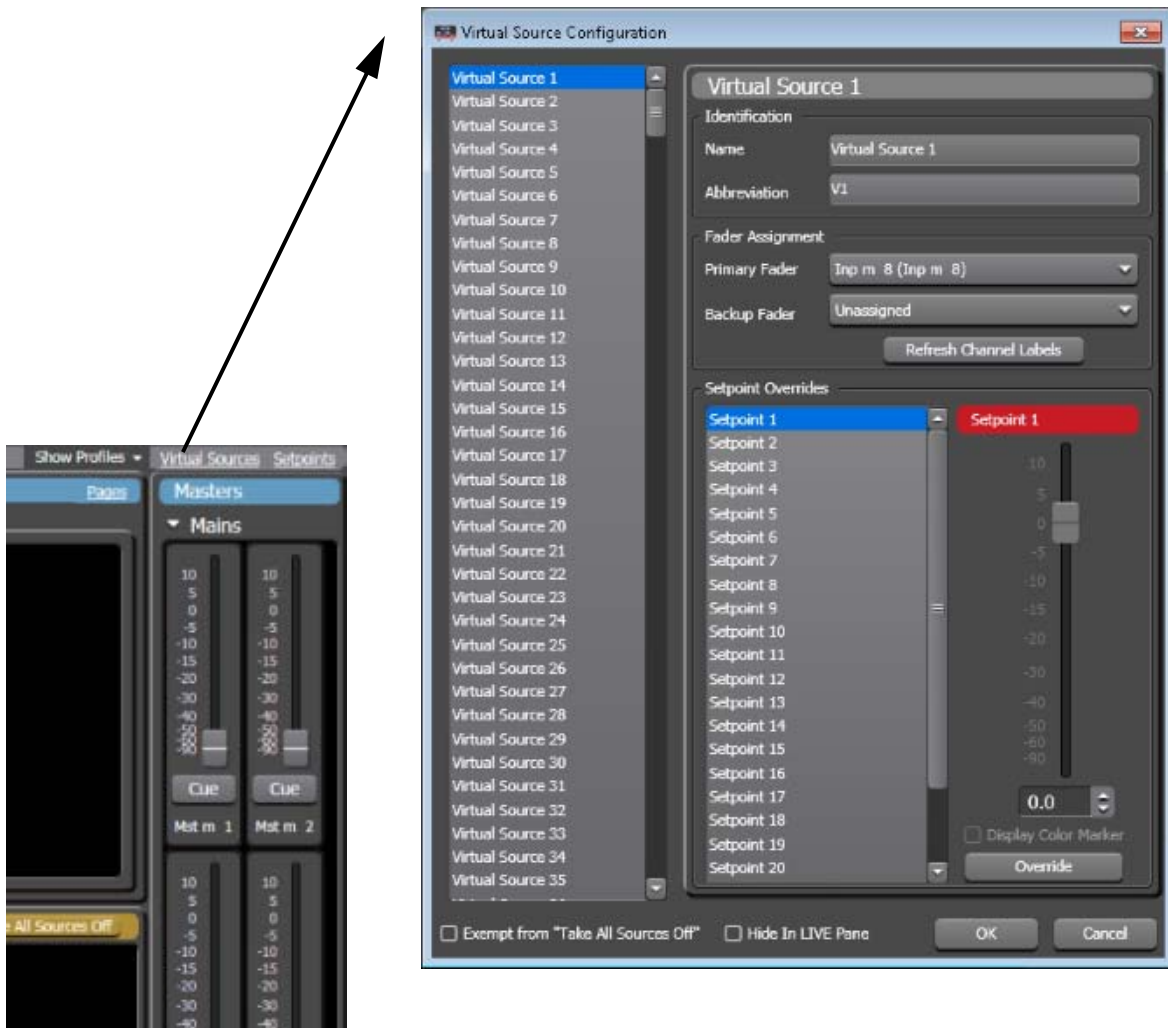 Virtual Source Configuration
Virtual Source 1
Virtual Source 2
Virtual Source 3
Virtual Source 4
Virtual Source 5
Virtual Source 6
Virtual Source 7
Virtual Source 8
Virtual Source 9
Virtual Source 10
Virtual Source 11
Virtual Source 12
Virtual Source 13
Virtual Source 14
Virtual Source 15
Virtual Source 16
Virtual Source 17
Virtual Source 18
Virtual Source 19
Virtual Source 20
Virtual Source 21
Virtual Source 22
Virtual Source 23
Virtual Source 24
Virtual Source 25
Virtual Source 26
Virtual Source 27
Virtual Source 28
Virtual Source 29
Virtual Source 30
Virtual Source 31
Virtual Source 32
Virtual Source 33
Virtual Source 34
Virtual Source 35
Virtual Source 1
Identification
Name Virtual Source 1
Abbreviation V1
Fader Assignment
Primary Fader Inp m 8 (Inp m 8)
Backup Fader Unassigned
Refresh Channel Labels
Setpoint Overrides
Setpoint 1
Setpoint 2
Setpoint 3
Setpoint 4
Setpoint 5
Setpoint 6
Setpoint 7
Setpoint 8
Setpoint 9
Setpoint 10
Setpoint 11
Setpoint 12
Setpoint 13
Setpoint 14
Setpoint 15
Setpoint 16
Setpoint 17
Setpoint 18
Setpoint 19
Setpoint 20
Setpoint 1
10
5
0
-5
-10
-15
-20
-30
-40
-50
-60
-90
0.0
Display Color Marker
Override
Exempt from "Take All Sources Off" Hide In LIVE Pane OK Cancel
Show Profiles Virtual Sources Setpoints
Pages Masters
Mains
10 10
5 5
0 0
-5 -5
-10 -10
-15 -15
-20 -20
-30 -30
-40 -40
Cue Cue
Mst m 1 Mst m 2
10 10
5 5
0 0
All Sources Off
-5 -5
-10 -10
-15 -15
-20 -20
-30 -30
-40 -40